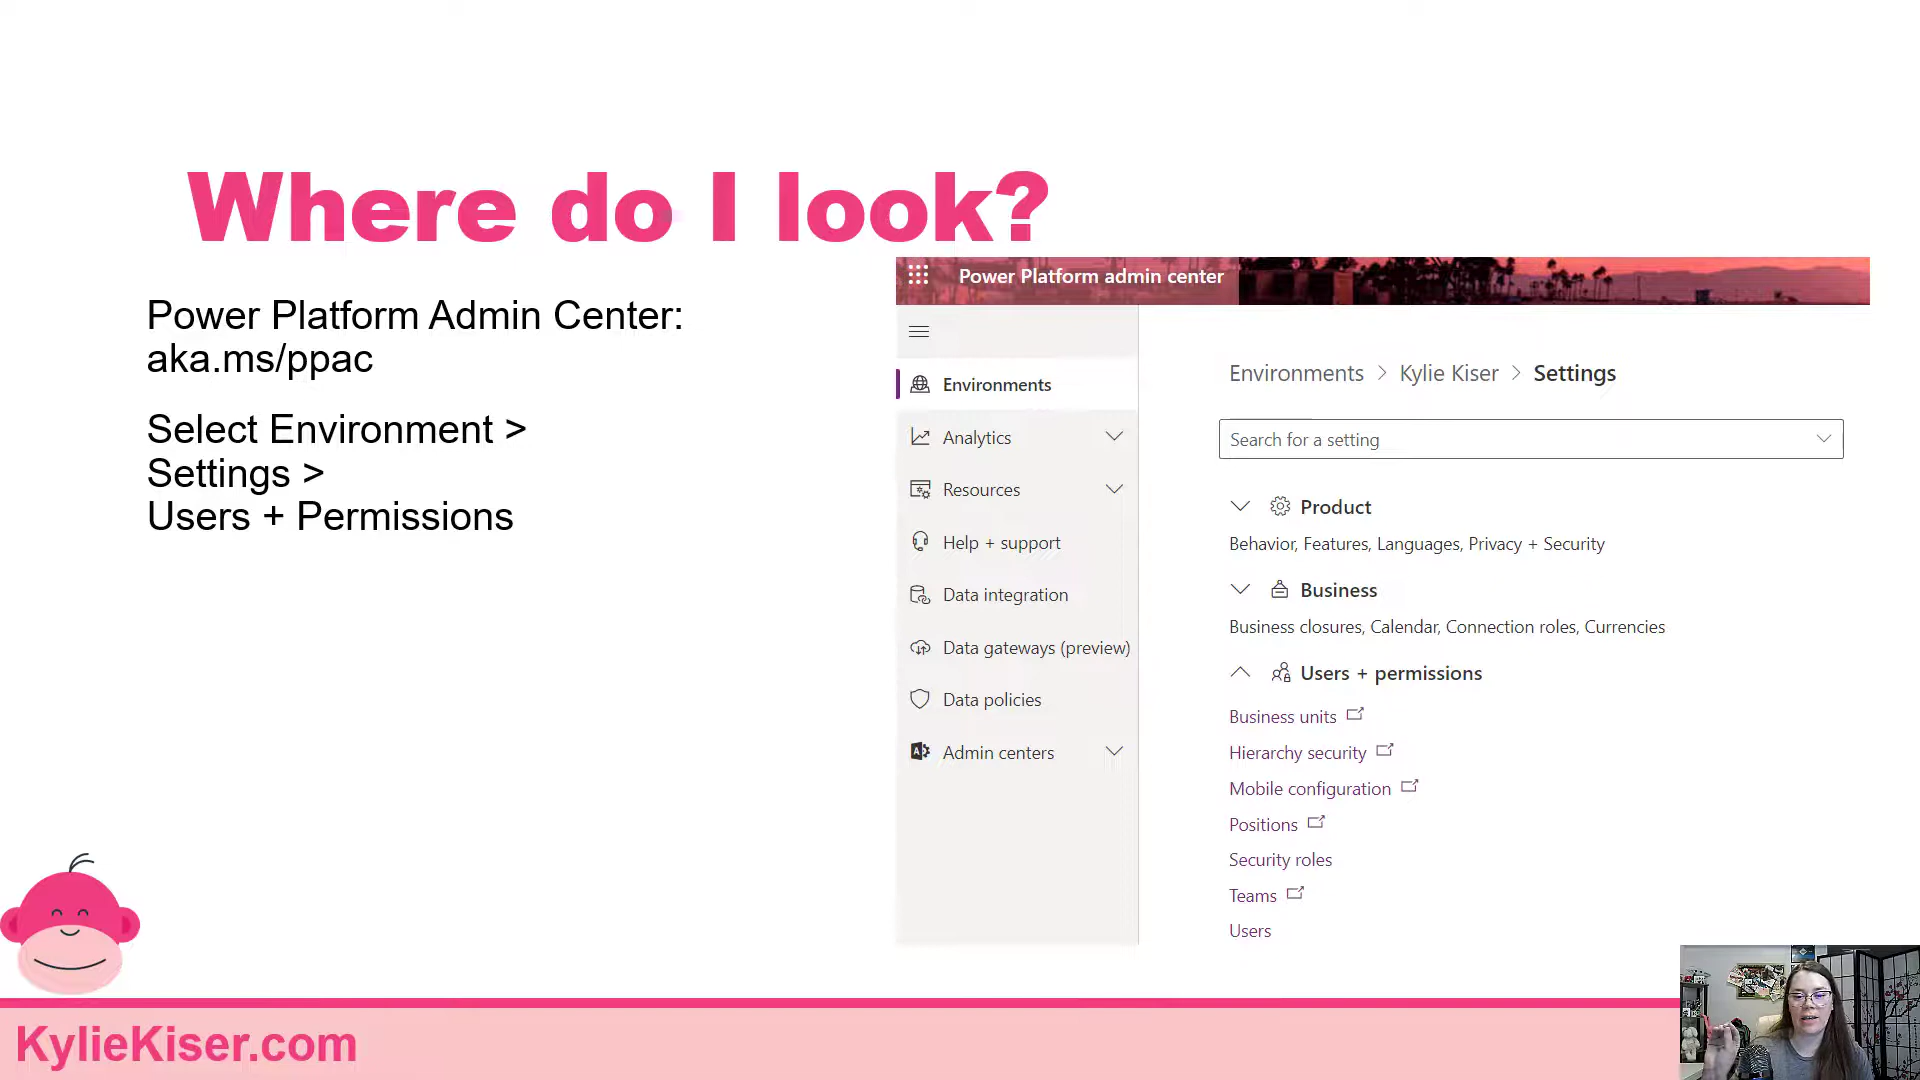 Where do I look?
Power Platform Admin Center:
aka.ms/ppac
Select Environment >
Settings >
Users + Permissions
Power Platform admin center
Environments
Analytics
Resources
Help + support
Data integration
Data gateways (preview)
Data policies
Admin centers
Environments > Kylie Kiser > Settings
Search for a setting
Product
Behavior, Features, Languages, Privacy + Security
Business
Business closures, Calendar, Connection roles, Currencies
Users + permissions
Business units
Hierarchy security
Mobile configuration
Positions
Security roles
Teams
Users
KylieKiser.com